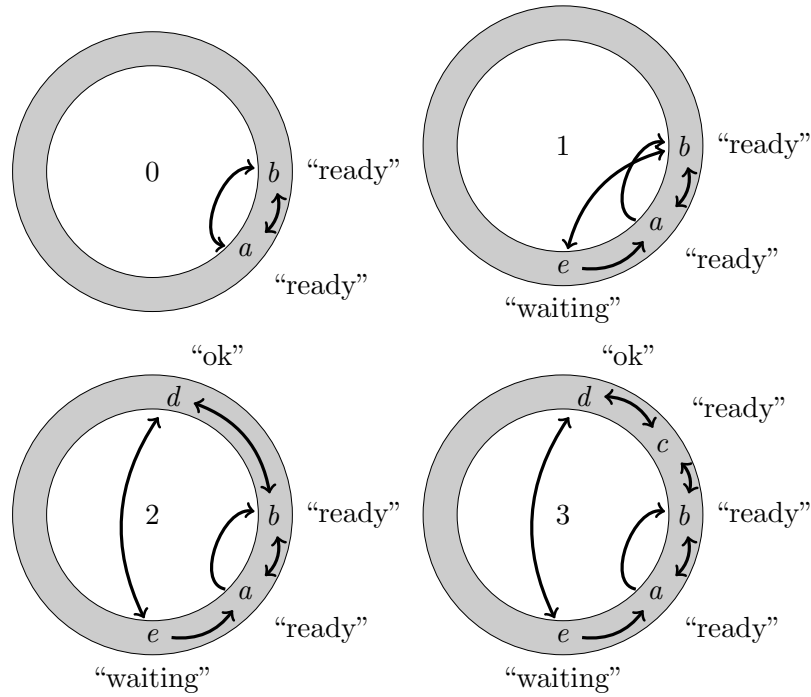 0
b
“ready”
a
“ready”
1
b
“ready”
a
“ready”
e
“waiting”
“ok”
d
2
b
“ready”
a
“ready”
e
“waiting”
“ok”
d
“ready”
c
3
b
“ready”
a
“ready”
e
“waiting”